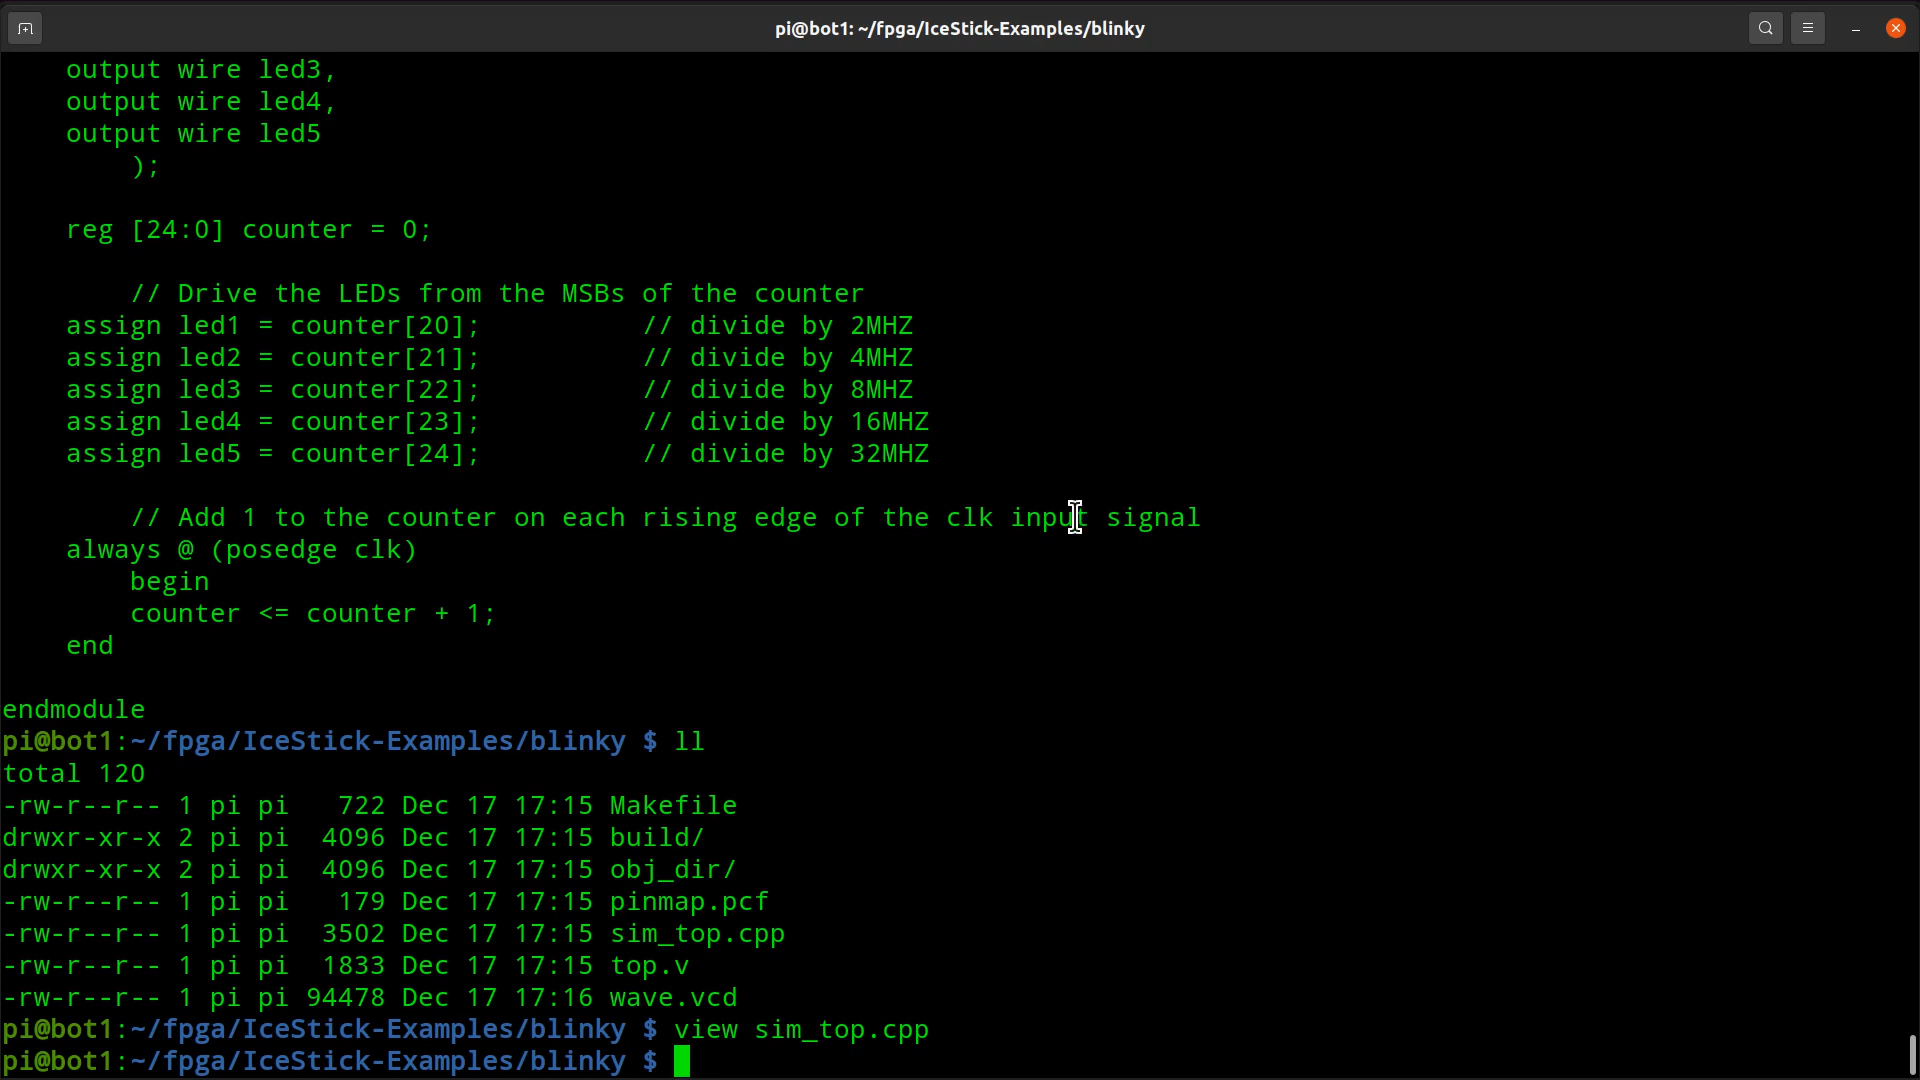 pi@bot1: ~/fpga/IceStick-Examples/blinky
    output wire led3,
    output wire led4,
    output wire led5
        );

    reg [24:0] counter = 0;

        // Drive the LEDs from the MSBs of the counter
    assign led1 = counter[20];          // divide by 2MHZ
    assign led2 = counter[21];          // divide by 4MHZ
    assign led3 = counter[22];          // divide by 8MHZ
    assign led4 = counter[23];          // divide by 16MHZ
    assign led5 = counter[24];          // divide by 32MHZ

        // Add 1 to the counter on each rising edge of the clk input signal
    always @ (posedge clk)
        begin
        counter <= counter + 1;
    end

endmodule
pi@bot1:~/fpga/IceStick-Examples/blinky $ ll
total 120
-rw-r--r-- 1 pi pi   722 Dec 17 17:15 Makefile
drwxr-xr-x 2 pi pi  4096 Dec 17 17:15 build/
drwxr-xr-x 2 pi pi  4096 Dec 17 17:15 obj_dir/
-rw-r--r-- 1 pi pi   179 Dec 17 17:15 pinmap.pcf
-rw-r--r-- 1 pi pi  3502 Dec 17 17:15 sim_top.cpp
-rw-r--r-- 1 pi pi  1833 Dec 17 17:15 top.v
-rw-r--r-- 1 pi pi 94478 Dec 17 17:16 wave.vcd
pi@bot1:~/fpga/IceStick-Examples/blinky $ view sim_top.cpp
pi@bot1:~/fpga/IceStick-Examples/blinky $